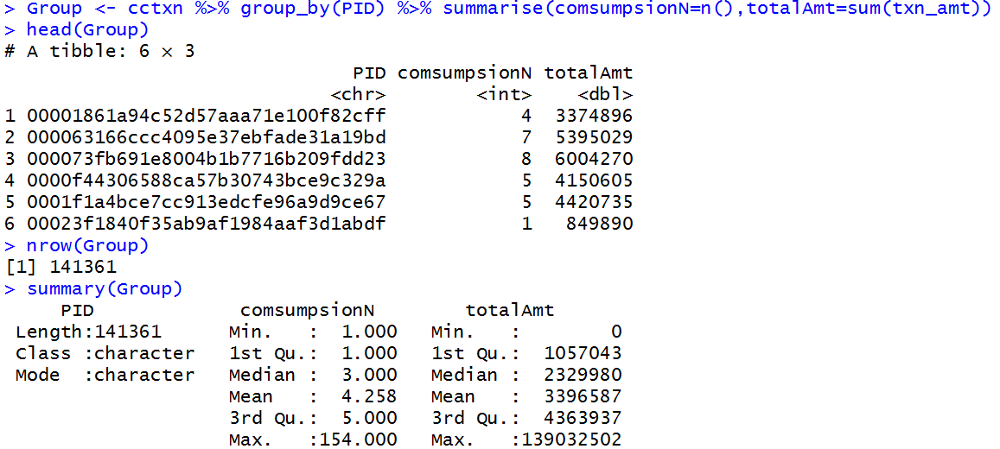 > Group <- cctxn %>% group_by(PID) %>% summarise(comsumpsionN=n(),totalAmt=sum(txn_amt))
> head(Group)
# A tibble: 6 × 3
PID comsumpsionN totalAmt
<chr> <int> <dbl>
1 00001861a94c52d57aaa71e100f82cff 4 3374896
2 000063166ccc4095e37ebfade31a19bd 7 5395029
3 000073fb691e8004b1b7716b209fdd23 8 6004270
4 0000f44306588ca57b30743bce9c329a 5 4150605
5 0001f1a4bce7cc913edcfe96a9d9ce67 5 4420735
6 00023f1840f35ab9af1984aaf3d1abdf 1 849890
> nrow(Group)
[1] 141361
> summary(Group)
PID comsumpsionN totalAmt
Length:141361 Min. : 1.000 Min. : 0
Class :character 1st Qu.: 1.000 1st Qu.: 1057043
Mode :character Median : 3.000 Median : 2329980
Mean : 4.258 Mean : 3396587
3rd Qu.: 5.000 3rd Qu.: 4363937
Max. :154.000 Max. :139032502